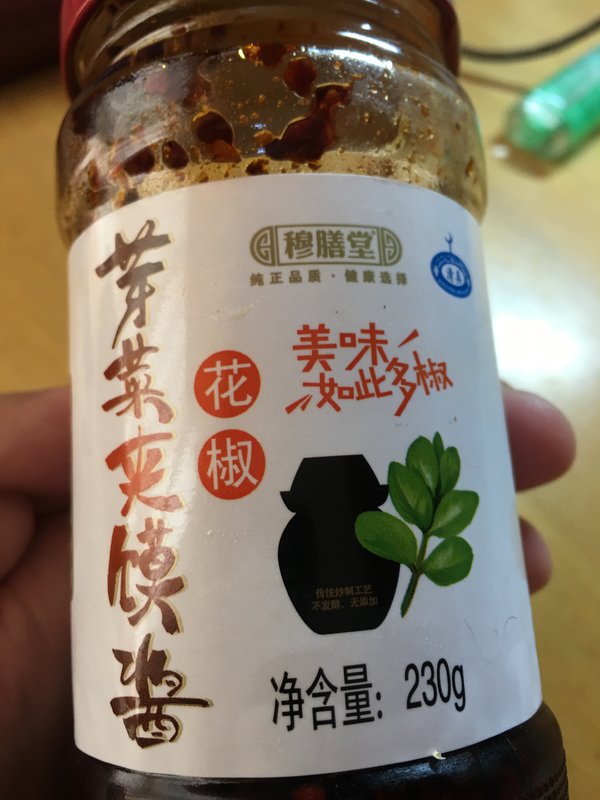 穆膳堂
纯正品质·健康选择
清真
芽菜夹馍酱
花椒
美味
如此多椒
传统炒制工艺
不发酵、无添加
净含量：230g